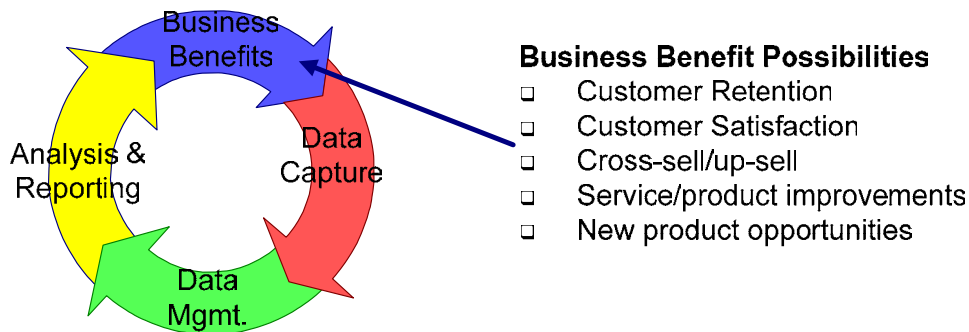 Business
Benefits
Data
Capture
Data
Mgmt.
Analysis &
Reporting
Business Benefit Possibilities
Customer Retention
Customer Satisfaction
Cross-sell/up-sell
Service/product improvements
New product opportunities